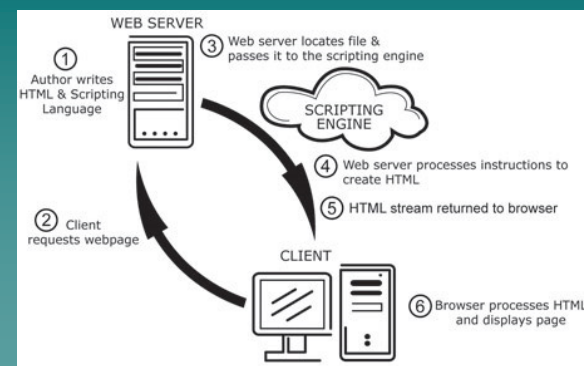 WEB SERVER
① Author writes
HTML & Scripting
Language
② Client
requests webpage
③ Web server locates file &
passes it to the scripting engine
SCRIPTING
ENGINE
④ Web server processes instructions to
create HTML
⑤ HTML stream returned to browser
CLIENT
⑥ Browser processes HTML
and displays page